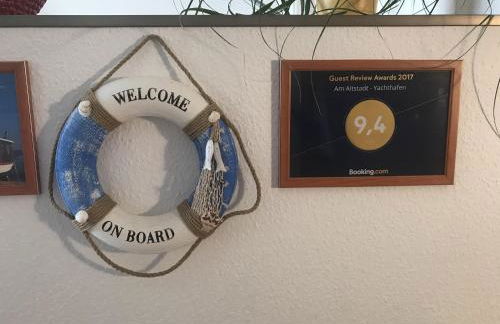 WELCOME
ON BOARD
Guest Review Awards 2017
Am Altstadt - Yachthafen
9,4
Booking.com